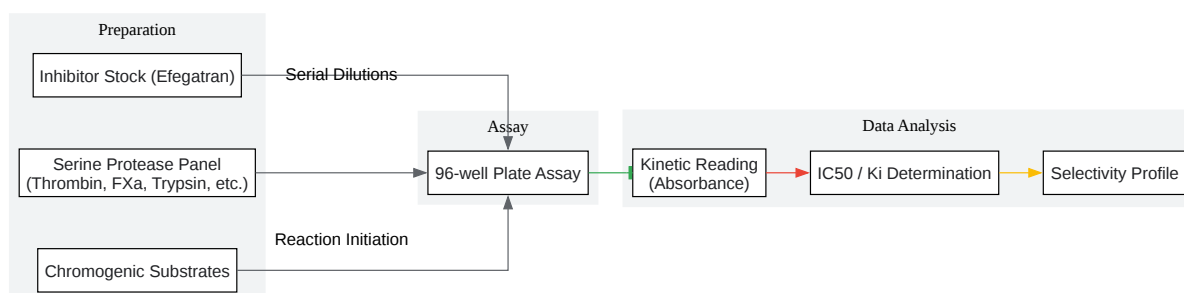 Preparation
Inhibitor Stock (Efegatran)
Serial Dilutions
Serine Protease Panel
(Thrombin, FXa, Trypsin, etc.)
Reaction Initiation
Chromogenic Substrates
Assay
96-well Plate Assay
Data Analysis
Kinetic Reading
(Absorbance)
IC50 / Ki Determination
Selectivity Profile